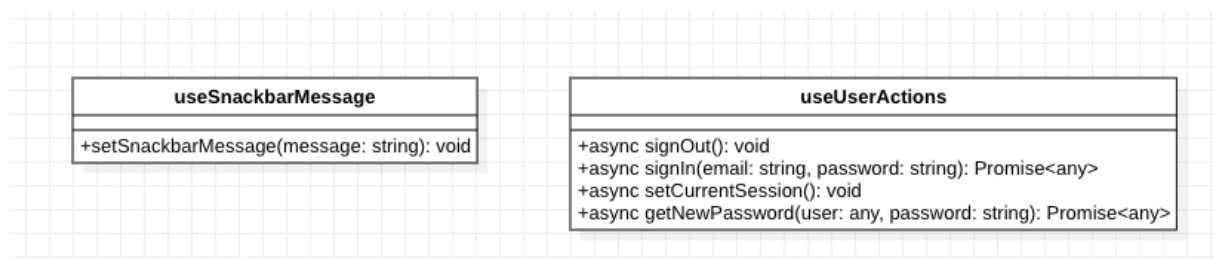 useSnackbarMessage
+setSnackbarMessage(message: string): void
useUserActions
+async signOut(): void
+async signIn(email: string, password: string): Promise<any>
+async setCurrentSession(): void
+async getNewPassword(user: any, password: string): Promise<any>